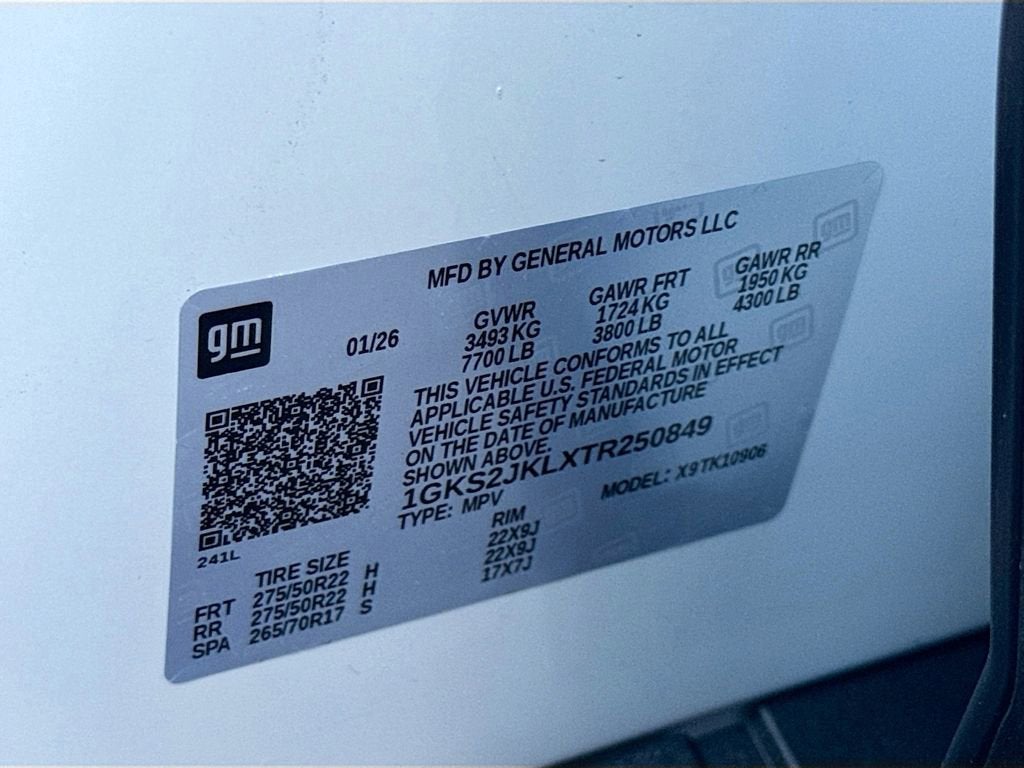 MFD BY GENERAL MOTORS LLC
gm
01/26
GVWR GAWR FRT GAWR RR
3493 KG 1724 KG 1950 KG
7700 LB 3800 LB 4300 LB
THIS VEHICLE CONFORMS TO ALL
APPLICABLE U.S. FEDERAL MOTOR
VEHICLE SAFETY STANDARDS IN EFFECT
ON THE DATE OF MANUFACTURE
SHOWN ABOVE.
1GKS2JKLXTR250849
TYPE: MPV MODEL: X9TK10906
241L
TIRE SIZE RIM
FRT 275/50R22 H 22X9J
RR 275/50R22 H 22X9J
SPA 265/70R17 S 17X7J